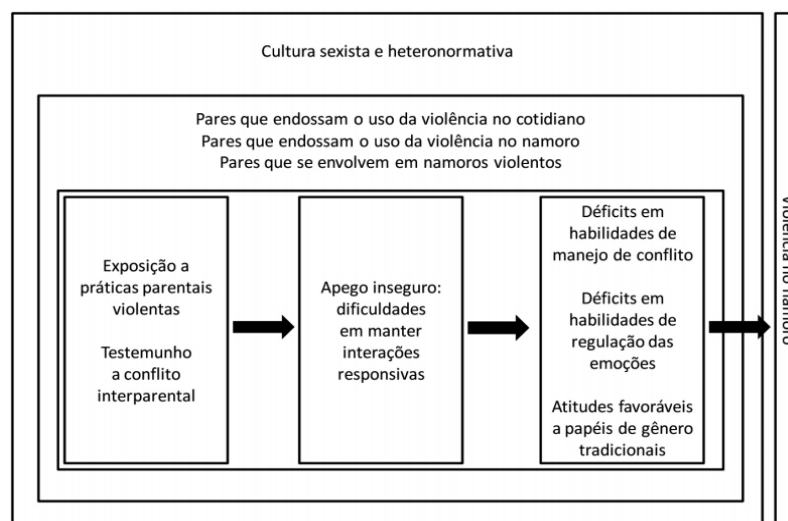 Cultura sexista e heteronormativa
Pares que endossam o uso da violência no cotidiano
Pares que endossam o uso da violência no namoro
Pares que se envolvem em namoros violentos
Exposição a
práticas parentais
violentas
Testemunho
a conflito
interparental
Apego inseguro:
dificuldades
em manter
interações
responsivas
Déficits em
habilidades de
manejo de conflito
Déficits em
habilidades de
regulação das
emoções
Atitudes favoráveis
a papéis de gênero
tradicionais
Violência no namoro